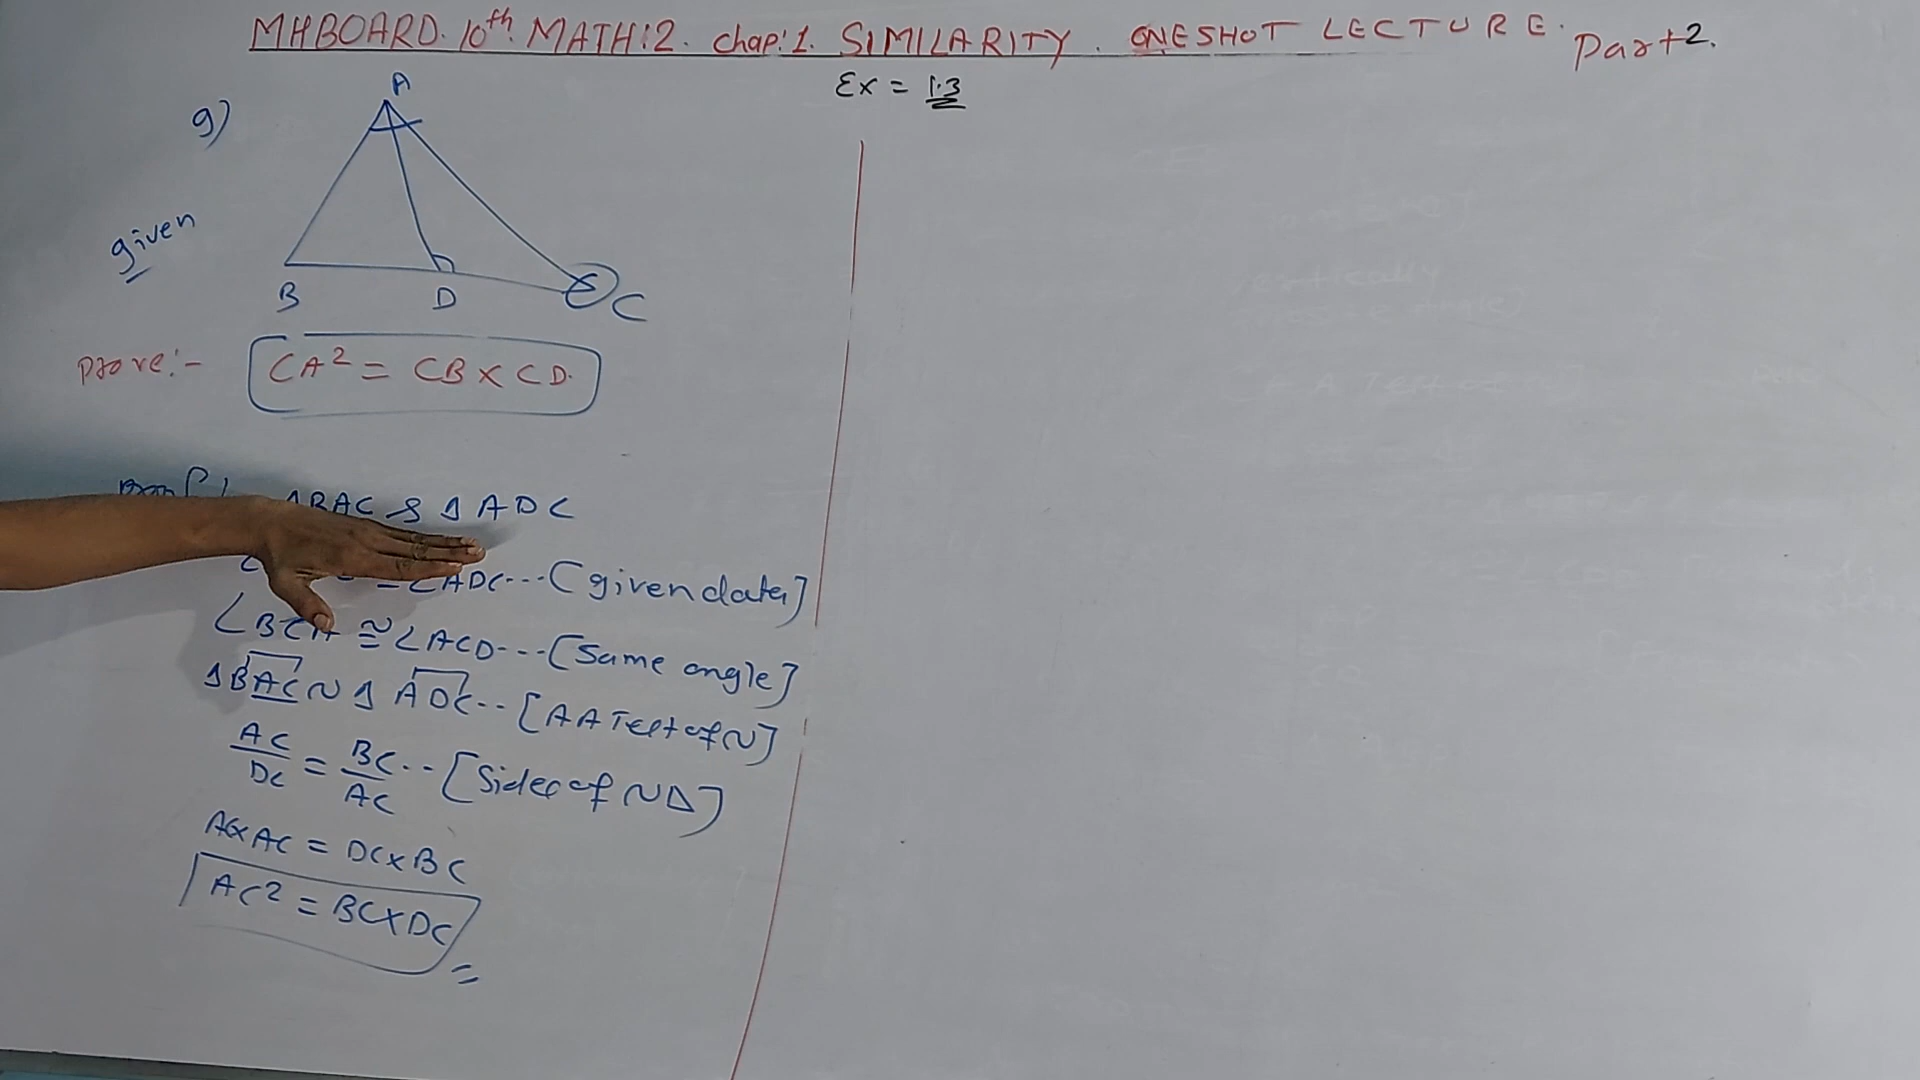 MHBOARD. 10th. MATH:2. chap:1. SIMILARITY. ONESHOT LECTURE. Part 2.
Ex = 1.3
9)
A
given
B D C
prove:- CA² = CB × CD.
ΔBAC & Δ ADC
∠ADC --- [given data]
∠BCA ≅ ∠ACD --- [Same angle]
ΔBAC ~ Δ ADC -- [AA Test of ~]
AC/DC = BC/AC -- [Sides of ~Δ]
AC×AC = DC×BC
AC² = BC×DC